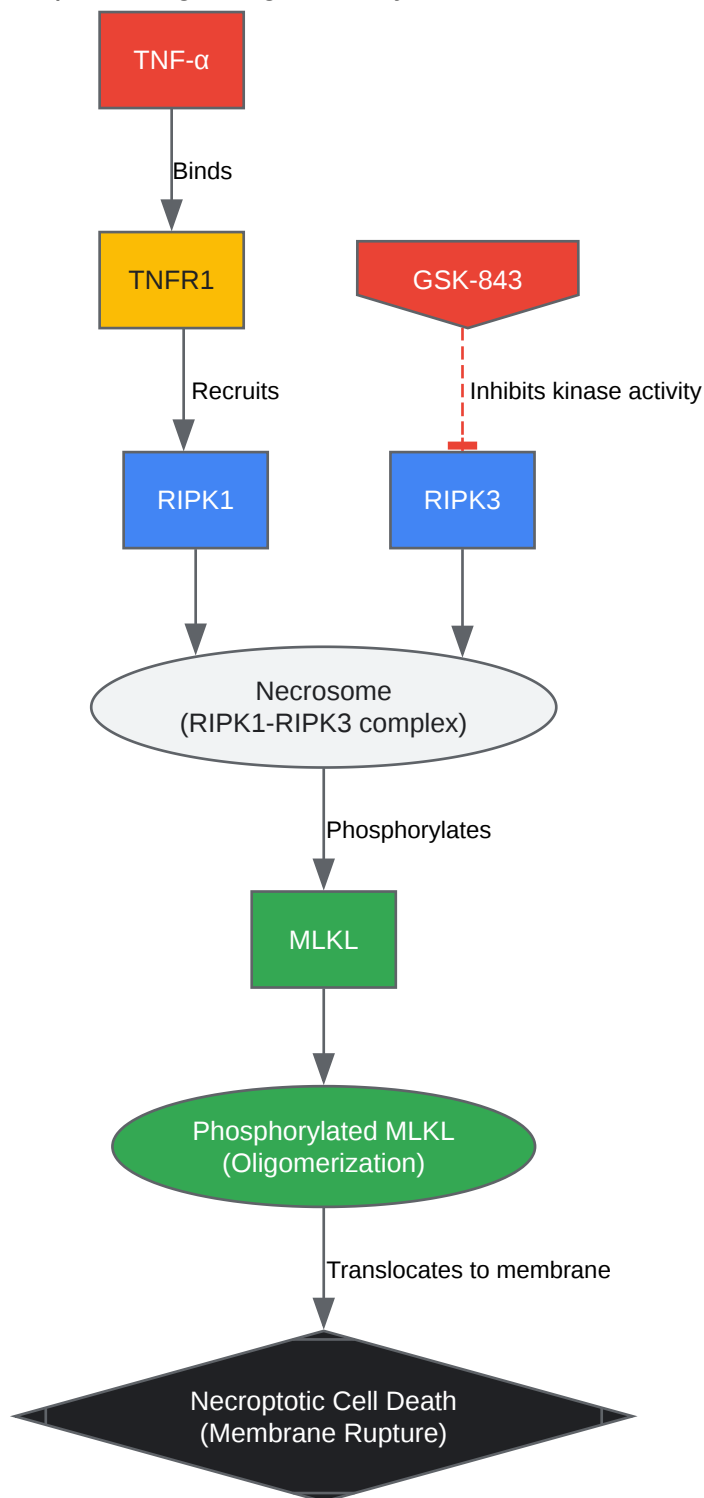 TNF-α
Binds
TNFR1
GSK-843
Recruits
Inhibits kinase activity
RIPK1
RIPK3
Necrosome
(RIPK1-RIPK3 complex)
Phosphorylates
MLKL
Phosphorylated MLKL
(Oligomerization)
Translocates to membrane
Necroptotic Cell Death
(Membrane Rupture)